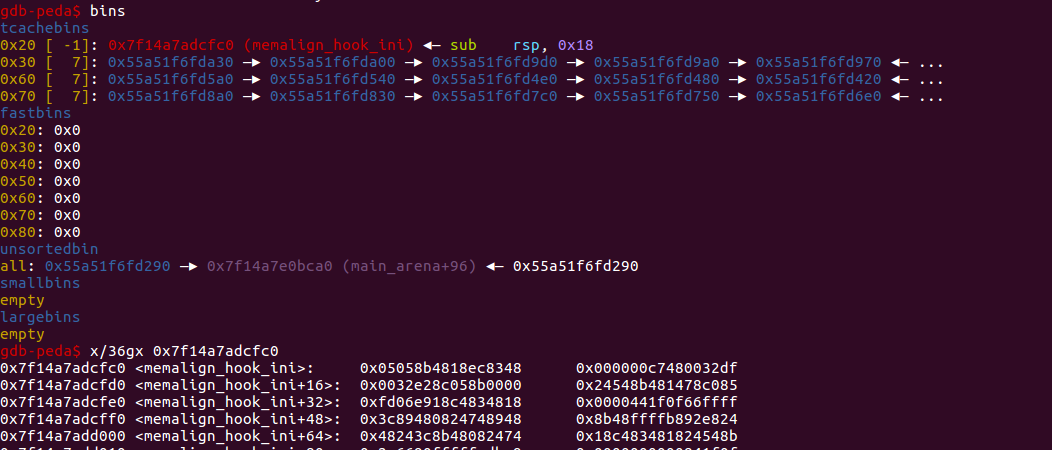 gdb-peda$ bins
tcachebins
0x20 [ -1]: 0x7f14a7adcfc0 (memalign_hook_ini) ◂— sub    rsp, 0x18
0x30 [  7]: 0x55a51f6fda30 —▸ 0x55a51f6fda00 —▸ 0x55a51f6fd9d0 —▸ 0x55a51f6fd9a0 —▸ 0x55a51f6fd970 ◂— ...
0x60 [  7]: 0x55a51f6fd5a0 —▸ 0x55a51f6fd540 —▸ 0x55a51f6fd4e0 —▸ 0x55a51f6fd480 —▸ 0x55a51f6fd420 ◂— ...
0x70 [  7]: 0x55a51f6fd8a0 —▸ 0x55a51f6fd830 —▸ 0x55a51f6fd7c0 —▸ 0x55a51f6fd750 —▸ 0x55a51f6fd6e0 ◂— ...
fastbins
0x20: 0x0
0x30: 0x0
0x40: 0x0
0x50: 0x0
0x60: 0x0
0x70: 0x0
0x80: 0x0
unsortedbin
all: 0x55a51f6fd290 —▸ 0x7f14a7e0bca0 (main_arena+96) ◂— 0x55a51f6fd290
smallbins
empty
largebins
empty
gdb-peda$ x/36gx 0x7f14a7adcfc0
0x7f14a7adcfc0 <memalign_hook_ini>:     0x05058b4818ec8348      0x000000c7480032df
0x7f14a7adcfd0 <memalign_hook_ini+16>:  0x0032e28c058b0000      0x24548b481478c085
0x7f14a7adcfe0 <memalign_hook_ini+32>:  0xfd06e918c4834818      0x0000441f0f66ffff
0x7f14a7adcff0 <memalign_hook_ini+48>:  0x3c89480824748948      0x8b48ffffb892e824
0x7f14a7add000 <memalign_hook_ini+64>:  0x48243c8b48082474      0x18c483481824548b